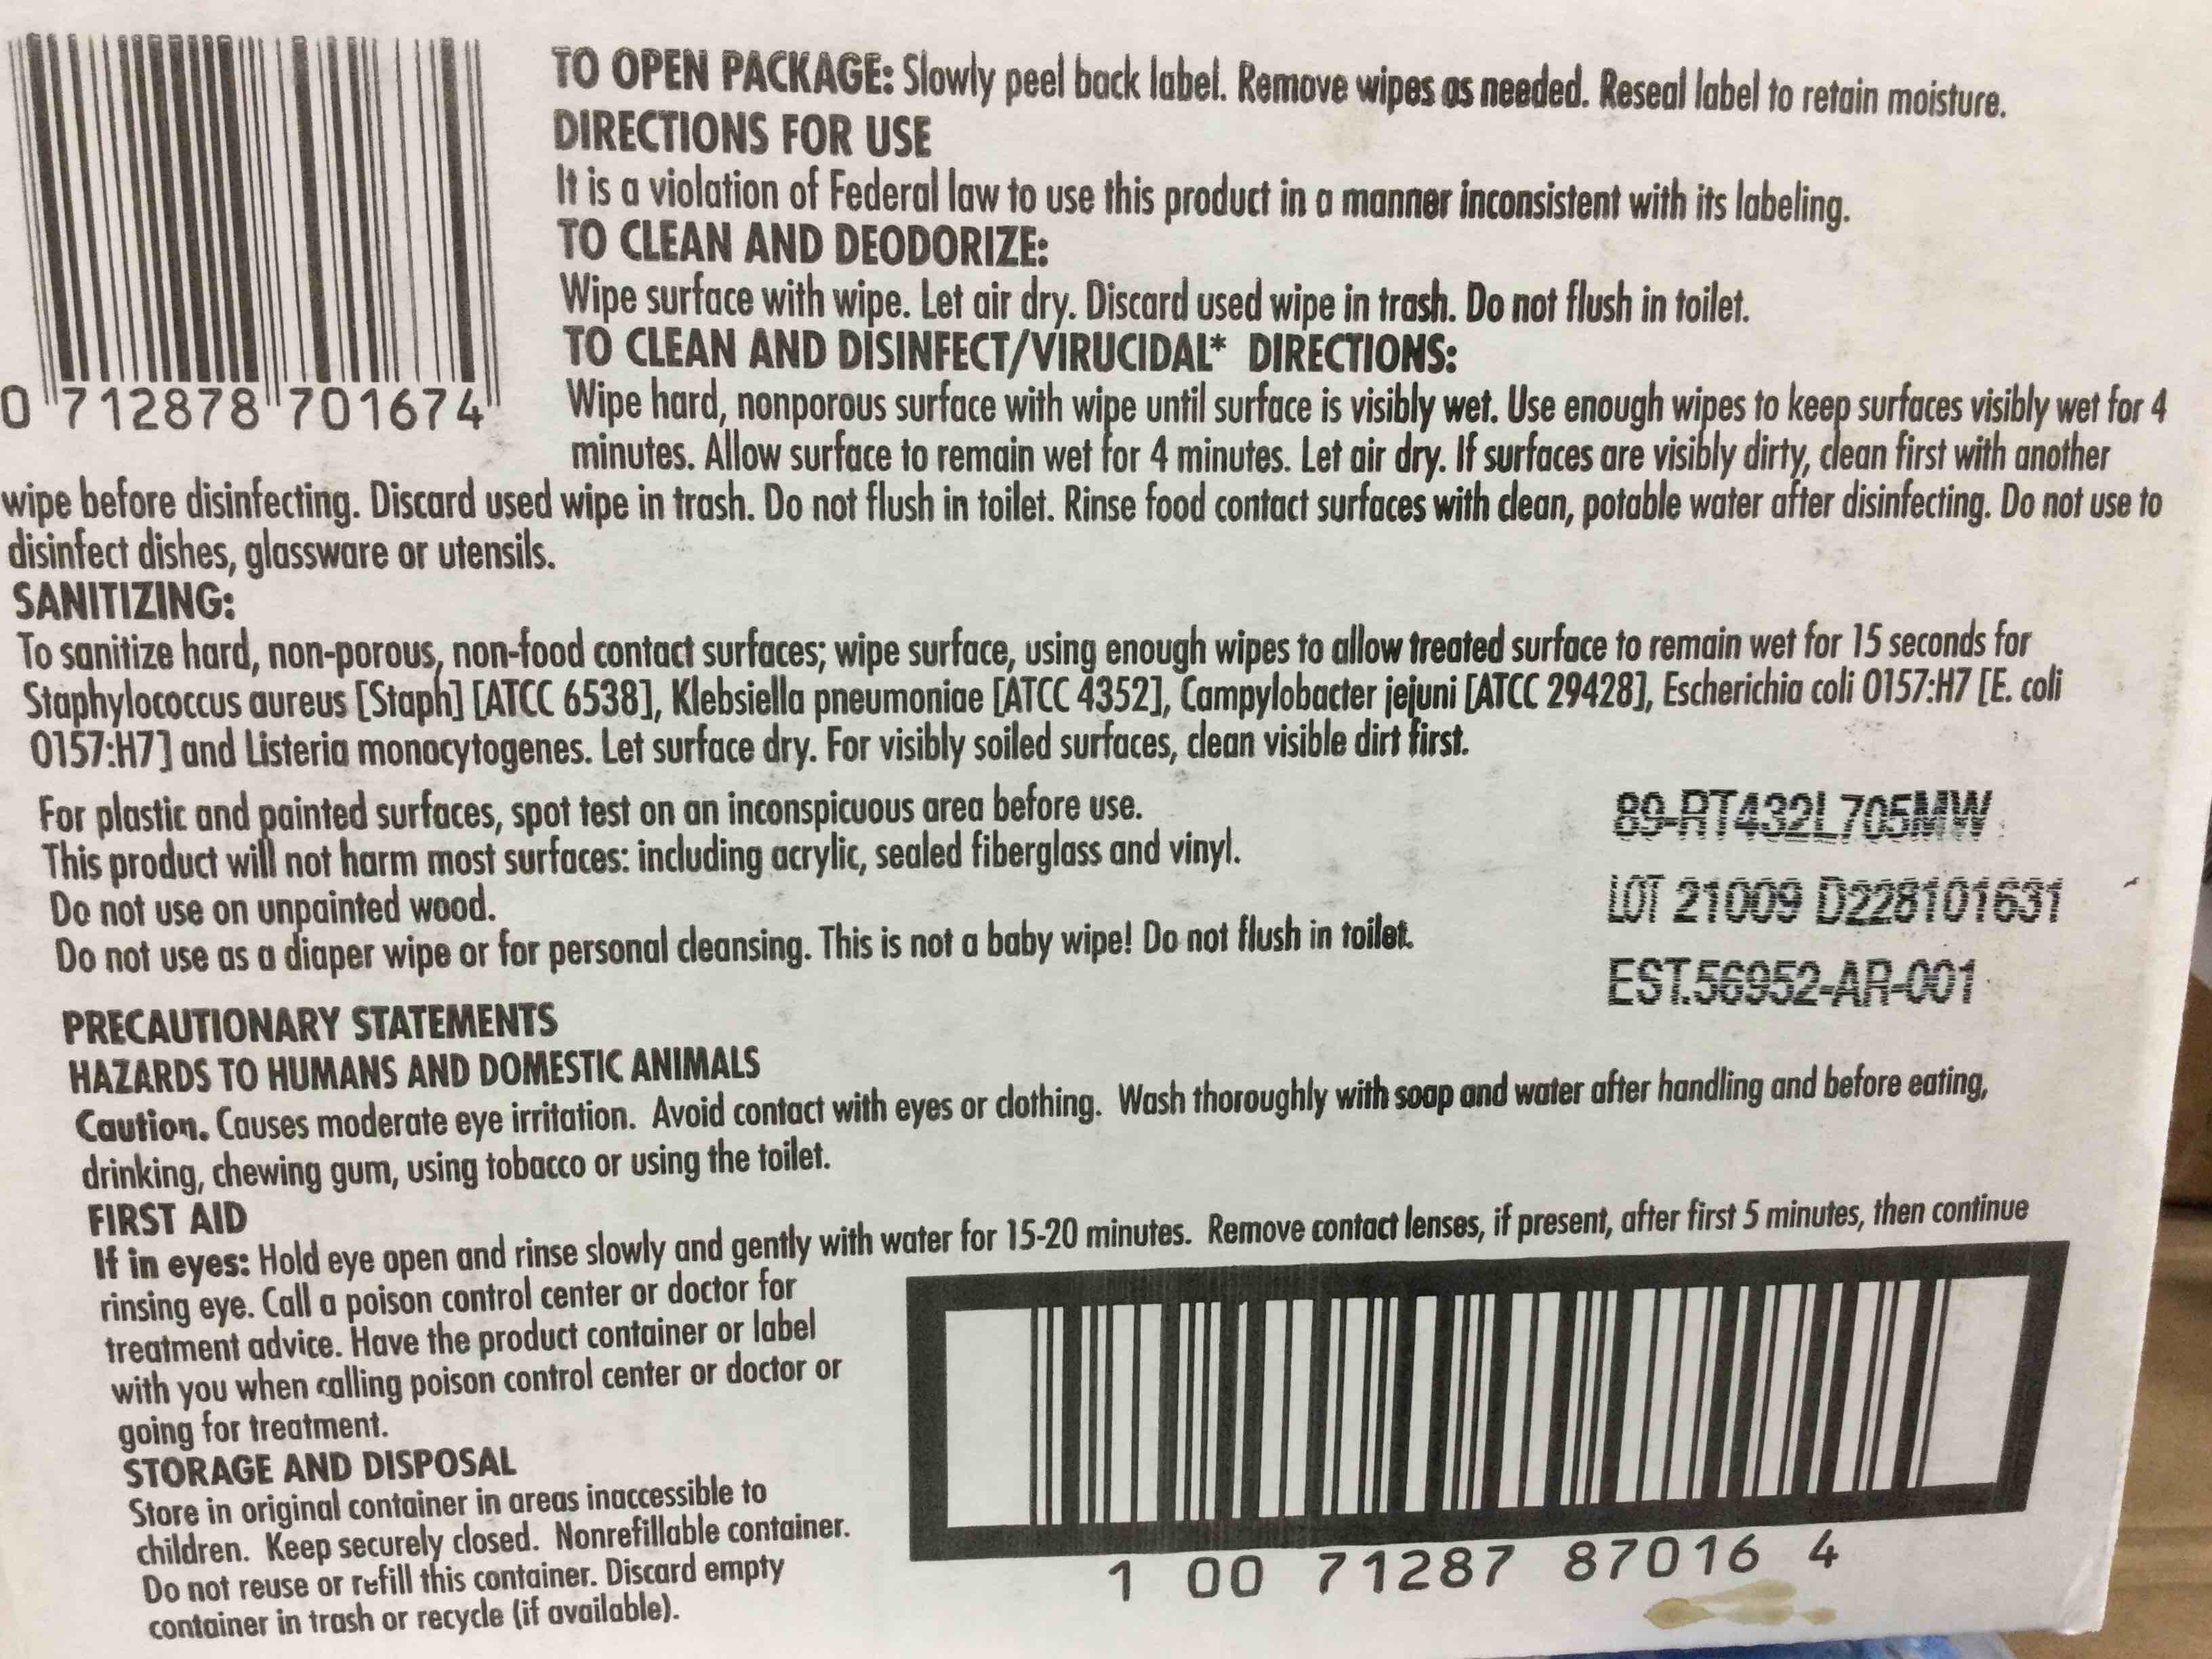 TO OPEN PACKAGE: Slowly peel back label. Remove wipes as needed. Reseal label to retain moisture.
DIRECTIONS FOR USE
It is a violation of Federal law to use this product in a manner inconsistent with its labeling.
TO CLEAN AND DEODORIZE:
Wipe surface with wipe. Let air dry. Discard used wipe in trash. Do not flush in toilet.
TO CLEAN AND DISINFECT/VIRUCIDAL* DIRECTIONS:
0 712878 701674
Wipe hard, nonporous surface with wipe until surface is visibly wet. Use enough wipes to keep surfaces visibly wet for 4
minutes. Allow surface to remain wet for 4 minutes. Let air dry. If surfaces are visibly dirty, clean first with another
wipe before disinfecting. Discard used wipe in trash. Do not flush in toilet. Rinse food contact surfaces with clean, potable water after disinfecting. Do not use to
disinfect dishes, glassware or utensils.
SANITIZING:
To sanitize hard, non-porous, non-food contact surfaces; wipe surface, using enough wipes to allow treated surface to remain wet for 15 seconds for
Staphylococcus aureus [Staph] [ATCC 6538], Klebsiella pneumoniae [ATCC 4352], Campylobacter jejuni [ATCC 29428], Escherichia coli O157:H7 [E. coli
O157:H7] and Listeria monocytogenes. Let surface dry. For visibly soiled surfaces, clean visible dirt first.
For plastic and painted surfaces, spot test on an inconspicuous area before use.
This product will not harm most surfaces: including acrylic, sealed fiberglass and vinyl.
Do not use on unpainted wood.
Do not use as a diaper wipe or for personal cleansing. This is not a baby wipe! Do not flush in toilet.
89-RT432L705MW
LOT 21009 D228101631
EST.56952-AR-001
PRECAUTIONARY STATEMENTS
HAZARDS TO HUMANS AND DOMESTIC ANIMALS
Caution. Causes moderate eye irritation. Avoid contact with eyes or clothing. Wash thoroughly with soap and water after handling and before eating,
drinking, chewing gum, using tobacco or using the toilet.
FIRST AID
If in eyes: Hold eye open and rinse slowly and gently with water for 15-20 minutes. Remove contact lenses, if present, after first 5 minutes, then continue
rinsing eye. Call a poison control center or doctor for
treatment advice. Have the product container or label
with you when calling poison control center or doctor or
going for treatment.
STORAGE AND DISPOSAL
Store in original container in areas inaccessible to
children. Keep securely closed. Nonrefillable container.
Do not reuse or refill this container. Discard empty
container in trash or recycle (if available).
1 00 71287 87016 4